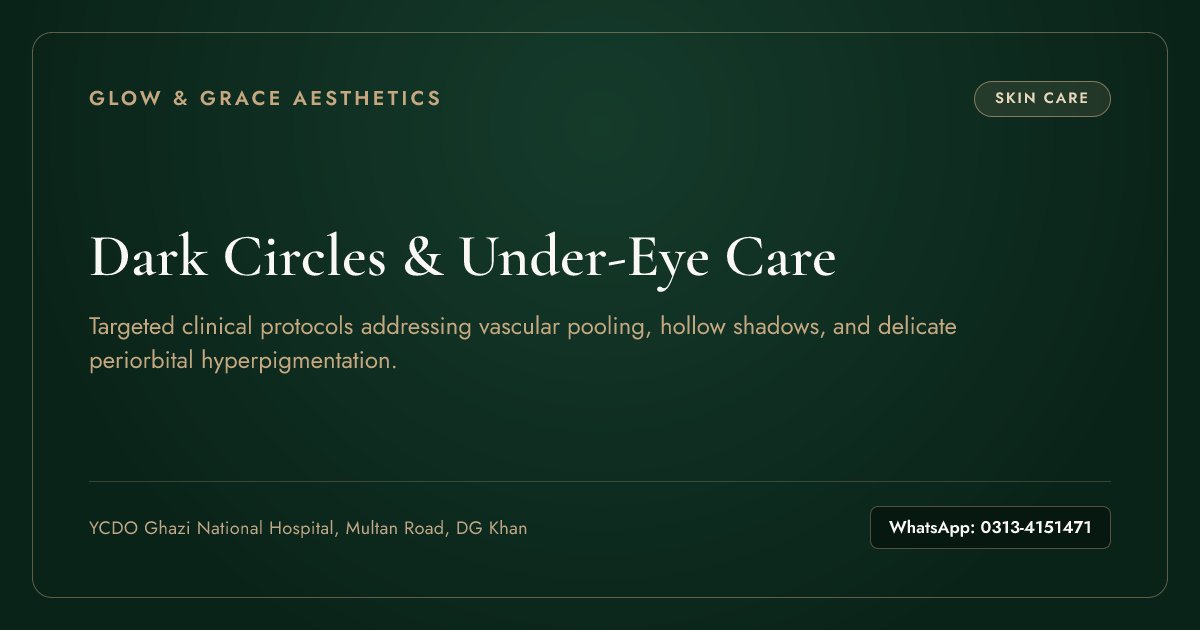 GLOW & GRACE AESTHETICS
SKIN CARE
Dark Circles & Under-Eye Care
Targeted clinical protocols addressing vascular pooling, hollow shadows, and delicate
periorbital hyperpigmentation.
YCDO Ghazi National Hospital, Multan Road, DG Khan
WhatsApp: 0313-4151471